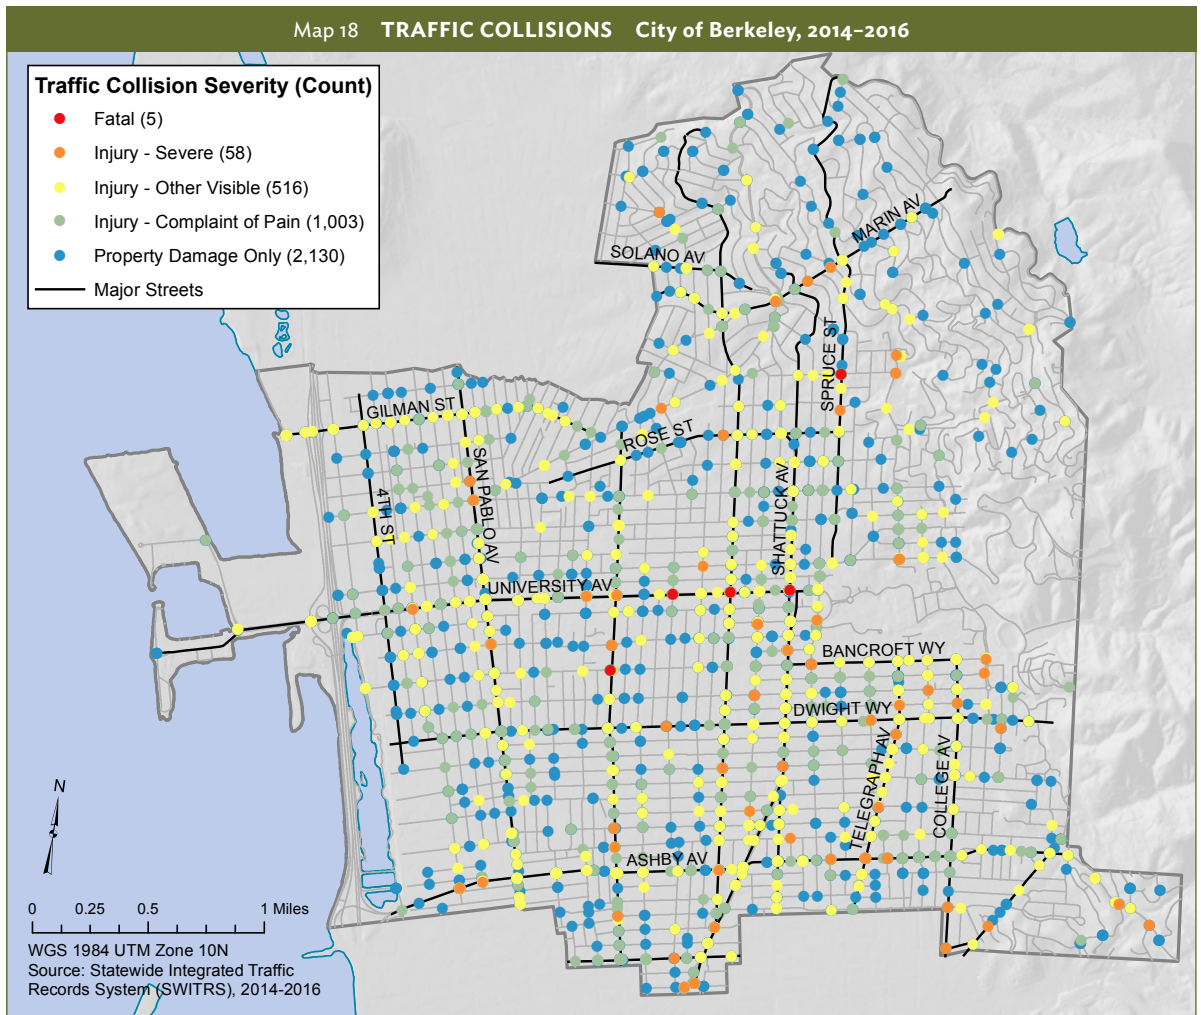 Map 18 TRAFFIC COLLISIONS City of Berkeley, 2014–2016
Traffic Collision Severity (Count)
Fatal (5)
Injury - Severe (58)
Injury - Other Visible (516)
Injury - Complaint of Pain (1,003)
Property Damage Only (2,130)
Major Streets
MARIN AV
SOLANO AV
SPRUCE ST
GILMAN ST
ROSE ST
SAN PABLO AV
SHATTUCK AV
4TH ST
UNIVERSITY AV
BANCROFT WY
DWIGHT WY
TELEGRAPH AV
COLLEGE AV
ASHBY AV
N
0 0.25 0.5 1 Miles
WGS 1984 UTM Zone 10N
Source: Statewide Integrated Traffic
Records System (SWITRS), 2014-2016